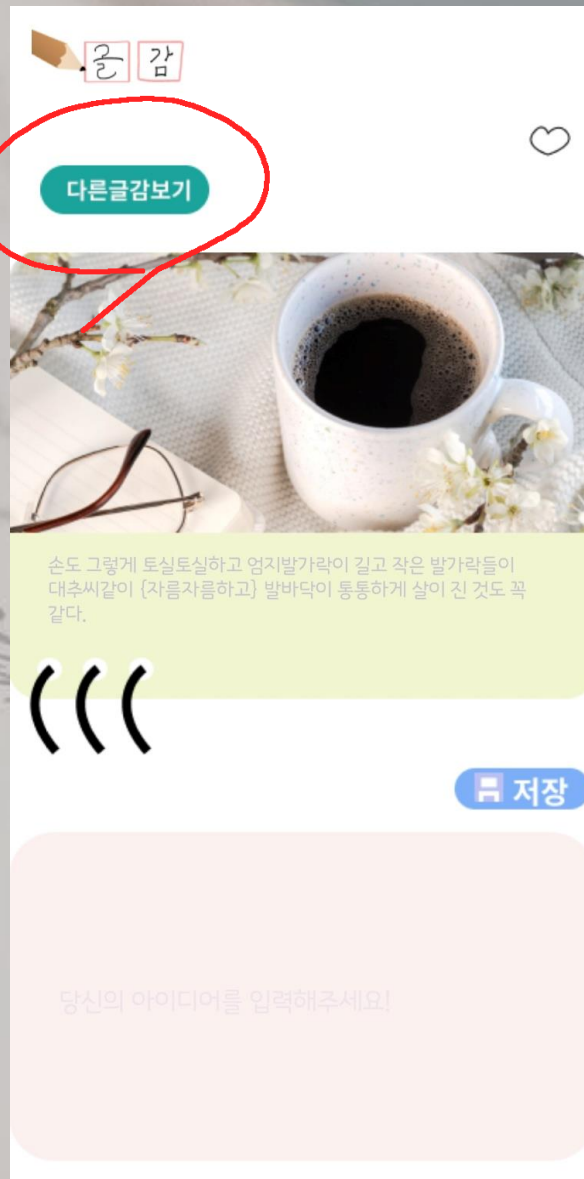 글 감
다른글감보기
손도 그렇게 토실토실하고 엄지발가락이 길고 작은 발가락들이
대추씨같이 {자름자름하고} 발바닥이 통통하게 살이 진 것도 꼭
같다.
(((
저장
당신의 아이디어를 입력해주세요!